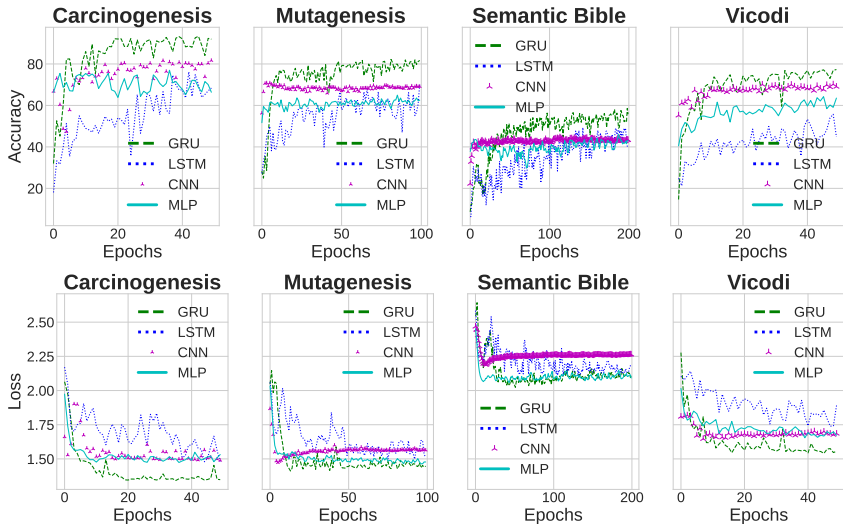 Carcinogenesis
Mutagenesis
Semantic Bible
Vicodi
Accuracy
80
60
40
20
GRU
LSTM
CNN
MLP
GRU
LSTM
CNN
MLP
GRU
LSTM
CNN
MLP
GRU
LSTM
CNN
MLP
0 20 40
0 50 100
0 100 200
0 20 40
Epochs
Epochs
Epochs
Epochs
Carcinogenesis
Mutagenesis
Semantic Bible
Vicodi
Loss
2.50
2.25
2.00
1.75
1.50
GRU
LSTM
CNN
MLP
GRU
LSTM
CNN
MLP
GRU
LSTM
CNN
MLP
GRU
LSTM
CNN
MLP
0 20 40
0 50 100
0 100 200
0 20 40
Epochs
Epochs
Epochs
Epochs